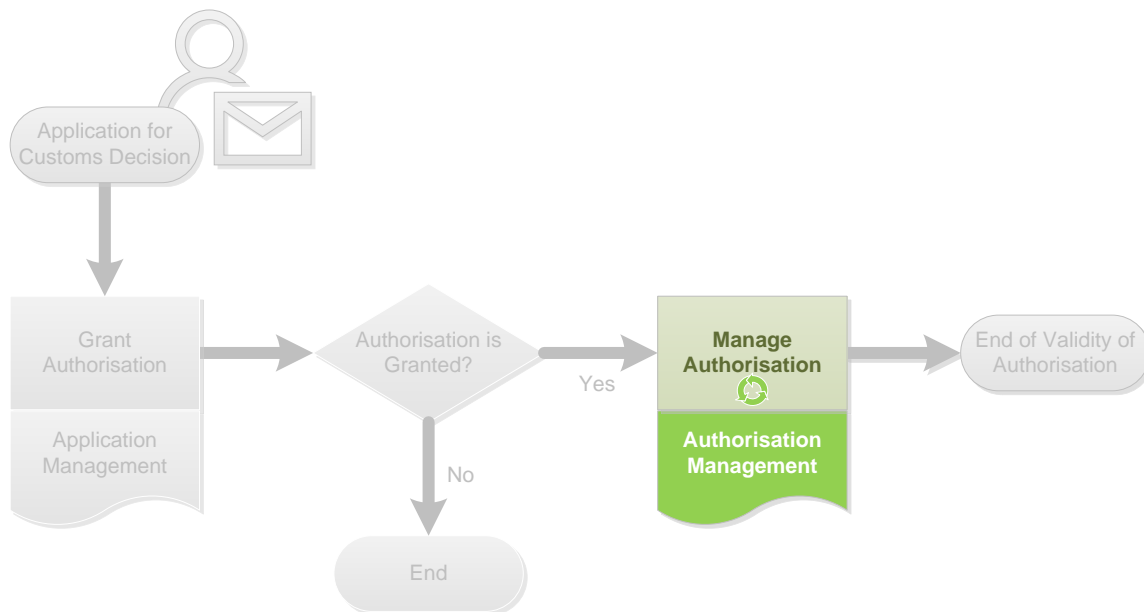 Application for
Customs Decision
Grant
Authorisation
Application
Management
Authorisation is
Granted?
Yes
No
End
Manage
Authorisation
Authorisation
Management
End of Validity of
Authorisation